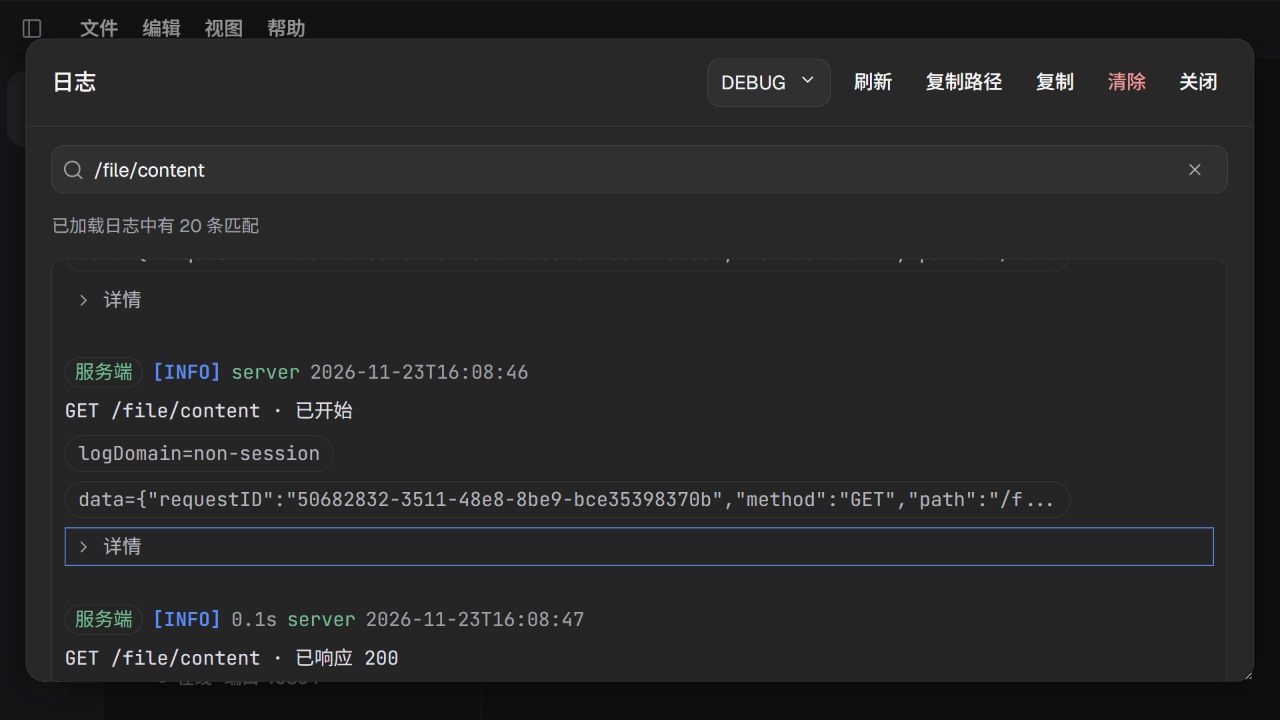 文件 编辑 视图 帮助
日志 DEBUG 刷新 复制路径 复制 清除 关闭
/file/content
已加载日志中有 20 条匹配
详情
服务端 [INFO] server 2026-11-23T16:08:46
GET /file/content · 已开始
logDomain=non-session
data={"requestID":"50682832-3511-48e8-8be9-bce35398370b","method":"GET","path":"/f...
详情
服务端 [INFO] 0.1s server 2026-11-23T16:08:47
GET /file/content · 已响应 200